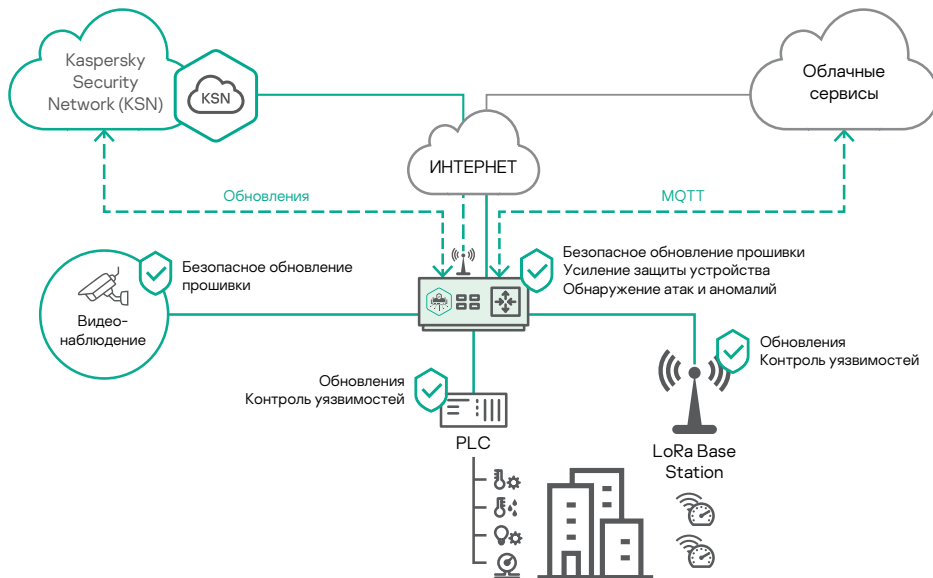 Kaspersky
Security
Network (KSN)
KSN
Облачные
сервисы
ИНТЕРНЕТ
Обновления
MQTT
Безопасное обновление
прошивки
Безопасное обновление прошивки
Усиление защиты устройства
Обнаружение атак и аномалий
Видео-
наблюдение
Обновления
Контроль уязвимостей
Обновления
Контроль уязвимостей
PLC
LoRa Base
Station